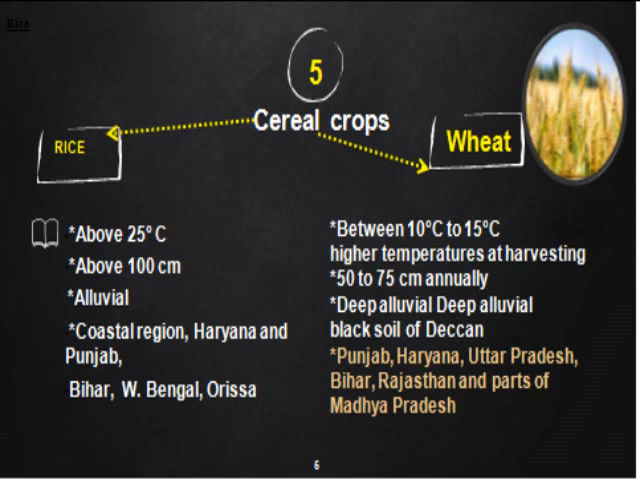 Rice
5
Cereal crops
RICE
Wheat
*Above 25° C
*Above 100 cm
*Alluvial
*Coastal region, Haryana and
Punjab,
Bihar, W. Bengal, Orissa
*Between 10°C to 15°C
higher temperatures at harvesting
*50 to 75 cm annually
*Deep alluvial Deep alluvial
black soil of Deccan
*Punjab, Haryana, Uttar Pradesh,
Bihar, Rajasthan and parts of
Madhya Pradesh
6